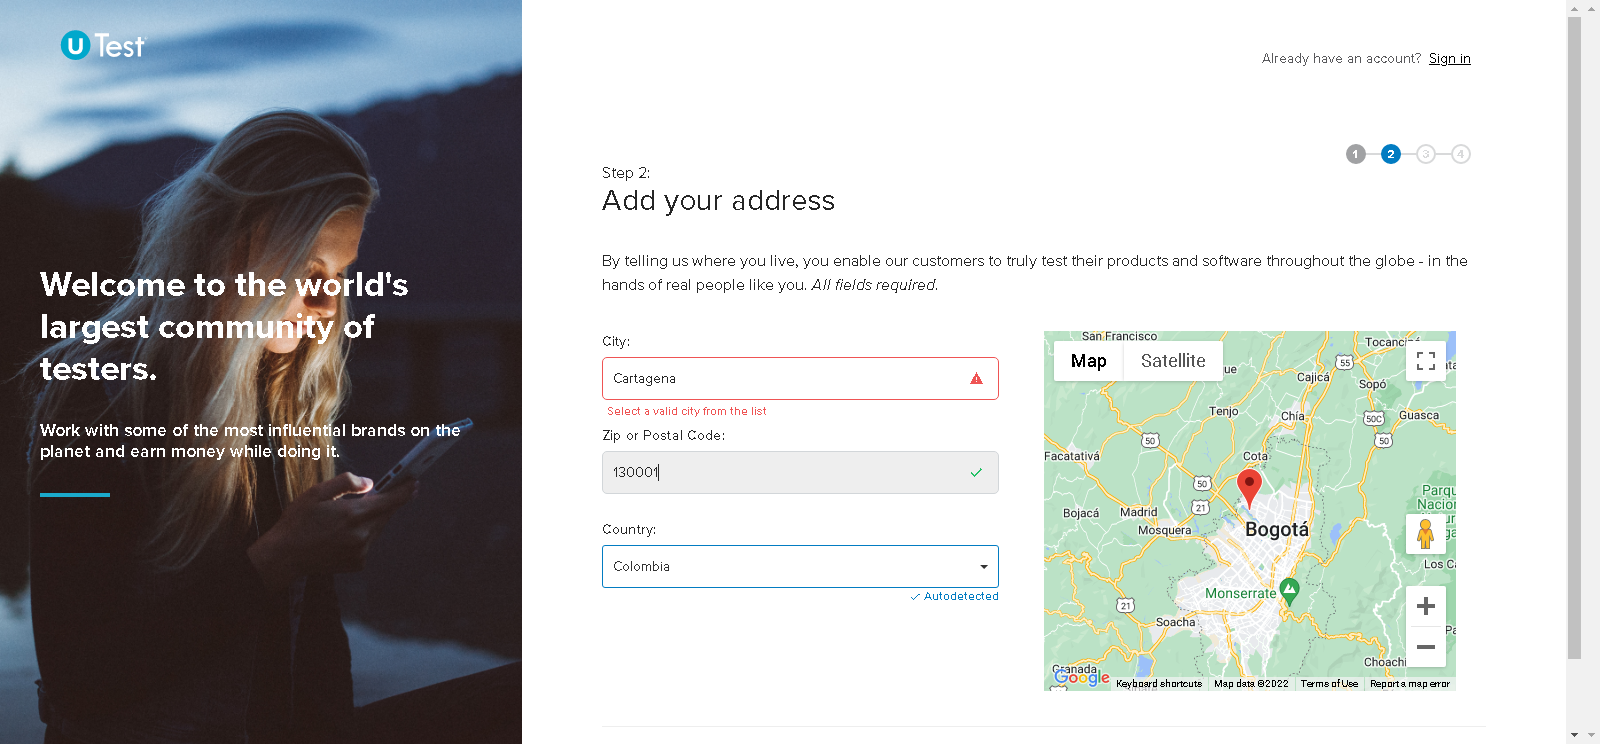 U Test
Welcome to the world's
largest community of
testers.
Work with some of the most influential brands on the
planet and earn money while doing it.
Already have an account? Sign in
1 2 3 4
Step 2:
Add your address
By telling us where you live, you enable our customers to truly test their products and software throughout the globe - in the
hands of real people like you. All fields required.
City:
Cartagena
Select a valid city from the list
Zip or Postal Code:
130001
Country:
Colombia
Autodetected
San Francisco
Tocancip
Map Satellite
ue
55
Cajicá
Sopó
Tenjo
Chía
50C
Guasca
50
50
Facatativá
Cota
50
21
Parqu
Nacion
Bojacá
Madrid
Mosquera
Bogotá
Los C
Monserrate
21
Soacha
Pa
Choachí
Granada
Google
Keyboard shortcuts Map data ©2022 Terms of Use Report a map error